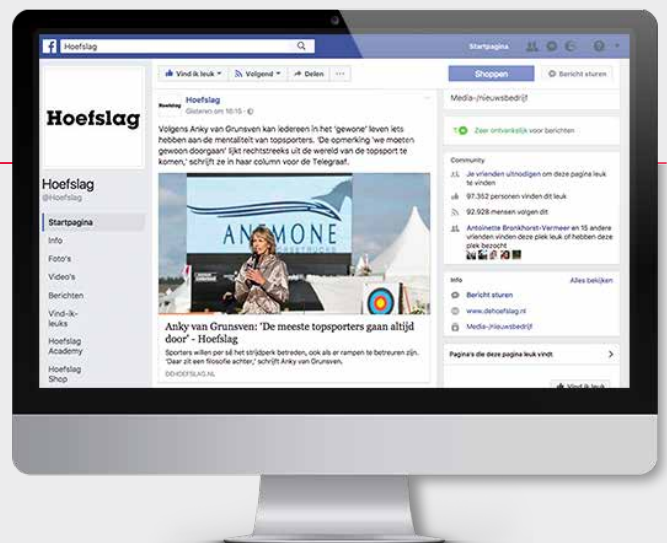 Hoefslag
Startpagina
Hoefslag
Hoefslag
@Hoefslag
Startpagina
Info
Foto's
Video's
Berichten
Vind-ik-
leuks
Hoefslag
Academy
Hoefslag
Shop
Vind ik leuk
Volgend
Delen
Shoppen
Bericht sturen
Hoefslag
Hoefslag
Gisteren om 16:15
Volgens Anky van Grunsven kan iedereen in het 'gewone' leven iets
hebben aan de mentaliteit van topsporters. 'De opmerking 'we moeten
gewoon doorgaan' lijkt rechtstreeks uit de wereld van de topsport te
komen,' schrijft ze in haar column voor de Telegraaf.
ANEMONE
HORSETRUCKS
Anky van Grunsven: 'De meeste topsporters gaan altijd
door' - Hoefslag
Sporters willen per sé het strijdperk betreden, ook als er rampen te betreuren zijn.
'Daar zit een filosofie achter,' schrijft Anky van Grunsven.
DEHOEFSLAG.NL
Media-/nieuwsbedrijf
Zeer ontvankelijk voor berichten
Community
Je vrienden uitnodigen om deze pagina leuk
te vinden
97.352 personen vinden dit leuk
92.928 mensen volgen dit
Antoinette Bronkhorst-Vermeer en 15 andere
vrienden vinden deze plek leuk of hebben deze
plek bezocht
Info
Alles bekijken
Bericht sturen
www.dehoefslag.nl
Media-/nieuwsbedrijf
Pagina's die deze pagina leuk vindt
Vind ik leuk